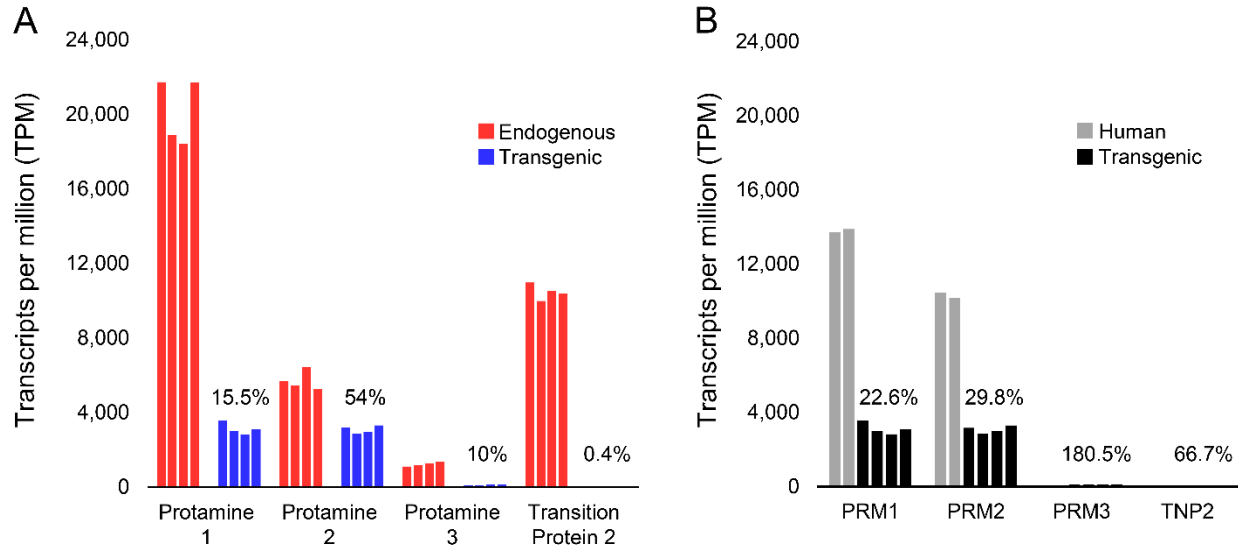 A
Transcripts per million (TPM)
24,000
20,000
16,000
12,000
8,000
4,000
0
Endogenous
Transgenic
15.5%
54%
10%
0.4%
Protamine
1
Protamine
2
Protamine
3
Transition
Protein 2
B
Transcripts per million (TPM)
24,000
20,000
16,000
12,000
8,000
4,000
0
Human
Transgenic
22.6%
29.8%
180.5%
66.7%
PRM1
PRM2
PRM3
TNP2